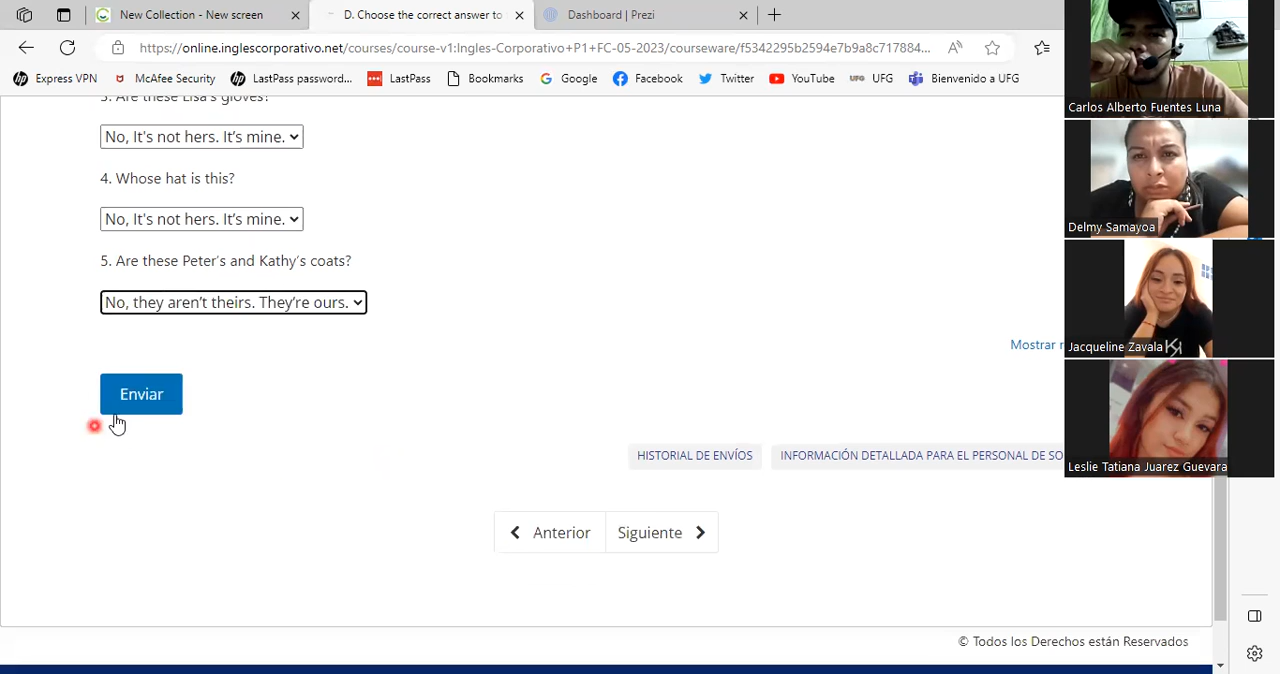 New Collection - New screen
D. Choose the correct answer to
Dashboard | Prezi
https://online.inglescorporativo.net/courses/course-v1:Ingles-Corporativo+P1+FC-05-2023/courseware/f5342295b2594e7b9a8c717884...
Express VPN
McAfee Security
LastPass password...
LastPass
Bookmarks
Google
Facebook
Twitter
YouTube
UFG
Bienvenido a UFG
3. Are these Lisa's gloves?
No, It's not hers. It's mine.
4. Whose hat is this?
No, It's not hers. It's mine.
5. Are these Peter's and Kathy's coats?
No, they aren't theirs. They're ours.
Mostrar
Enviar
HISTORIAL DE ENVÍOS
INFORMACIÓN DETALLADA PARA EL PERSONAL DE SO
Anterior
Siguiente
© Todos los Derechos están Reservados
Carlos Alberto Fuentes Luna
Delmy Samayoa
Jacqueline Zavala
Leslie Tatiana Juarez Guevara